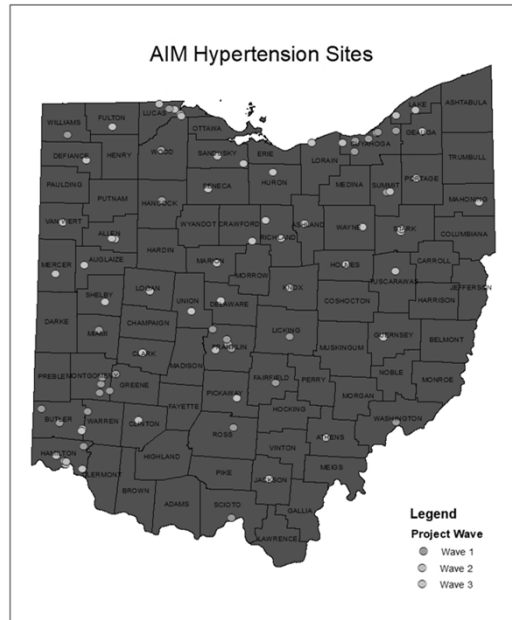 AIM Hypertension Sites
LAKE
ASHTABULA
LUCAS
FULTON
WILLIAMS
OTTAWA
GEAUGA
CUYAHOGA
WOOD
SANDUSKY
ERIE
DEFIANCE
HENRY
LORAIN
TRUMBULL
PORTAGE
SUMMIT
MEDINA
HURON
SENECA
PAULDING
PUTNAM
HANCOCK
MAHONING
VAN WERT
WYANDOT
CRAWFORD
ASHLAND
WAYNE
STARK
COLUMBIANA
ALLEN
RICHLAND
HARDIN
CARROLL
AUGLAIZE
MERCER
MARION
HOLMES
MORROW
TUSCARAWAS
JEFFERSON
LOGAN
KNOX
SHELBY
UNION
DELAWARE
COSHOCTON
HARRISON
DARKE
CHAMPAIGN
MIAMI
LICKING
GUERNSEY
BELMONT
FRANKLIN
MUSKINGUM
CLARK
MADISON
NOBLE
PREBLE
MONTGOMERY
GREENE
FAIRFIELD
PERRY
MONROE
PICKAWAY
MORGAN
FAYETTE
HOCKING
BUTLER
WARREN
CLINTON
WASHINGTON
ROSS
ATHENS
VINTON
HAMILTON
HIGHLAND
MEIGS
CLERMONT
PIKE
JACKSON
BROWN
ADAMS
SCIOTO
GALLIA
LAWRENCE
Legend
Project Wave
Wave 1
Wave 2
Wave 3